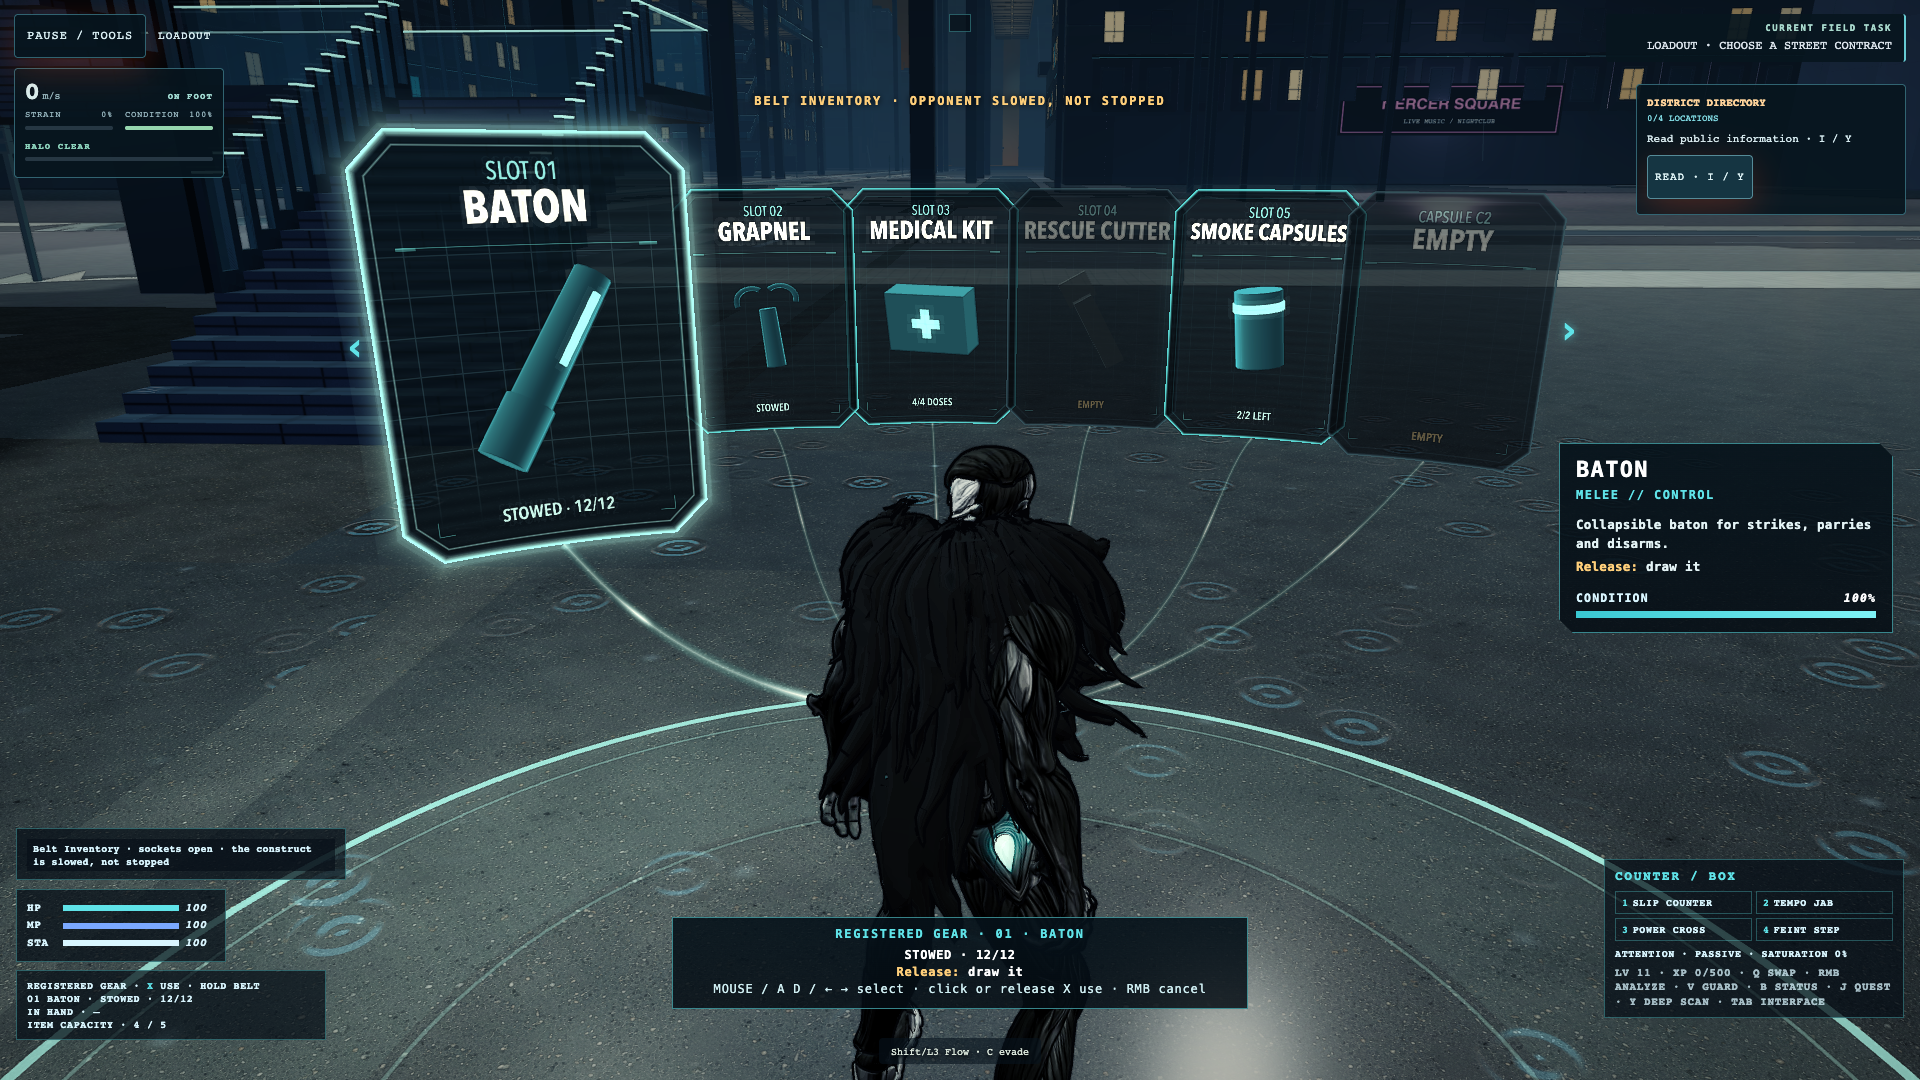 PAUSE / TOOLS
LOADOUT
0 m/s
ON FOOT
STRAIN 0%
CONDITION 100%
HALO CLEAR
BELT INVENTORY · OPPONENT SLOWED, NOT STOPPED
CURRENT FIELD TASK
LOADOUT · CHOOSE A STREET CONTRACT
DISTRICT DIRECTORY
0/4 LOCATIONS
Read public information · I / Y
READ · I / Y
MERCER SQUARE
LIVE MUSIC / NIGHTCLUB
SLOT 01
BATON
STOWED · 12/12
SLOT 02
GRAPNEL
STOWED
SLOT 03
MEDICAL KIT
4/4 DOSES
SLOT 04
RESCUE CUTTER
EMPTY
SLOT 05
SMOKE CAPSULES
2/2 LEFT
CAPSULE C2
EMPTY
EMPTY
‹
›
BATON
MELEE // CONTROL
Collapsible baton for strikes, parries
and disarms.
Release: draw it
CONDITION 100%
Belt Inventory · sockets open · the construct
is slowed, not stopped
HP 100
MP 100
STA 100
REGISTERED GEAR · X USE · HOLD BELT
01 BATON · STOWED · 12/12
IN HAND · —
ITEM CAPACITY · 4 / 5
REGISTERED GEAR · 01 · BATON
STOWED · 12/12
Release: draw it
MOUSE / A D / ← → select · click or release X use · RMB cancel
Shift/L3 Flow · C evade
COUNTER / BOX
1 SLIP COUNTER
2 TEMPO JAB
3 POWER CROSS
4 FEINT STEP
ATTENTION · PASSIVE · SATURATION 0%
LV 11 · XP 0/500 · Q SWAP · RMB
ANALYZE · V GUARD · B STATUS · J QUEST
· Y DEEP SCAN · TAB INTERFACE